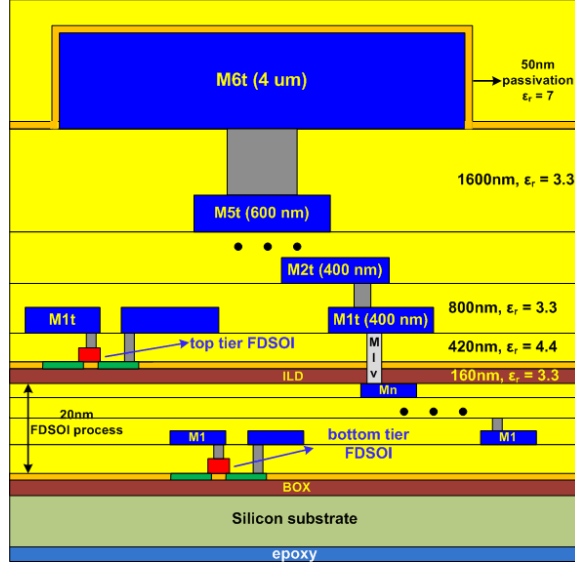 M6t (4 um)
50nm
passivation
εr = 7
1600nm, εr = 3.3
M5t (600 nm)
M2t (400 nm)
800nm, εr = 3.3
M1t
M1t (400 nm)
top tier FDSOI
MIv
420nm, εr = 4.4
ILD
160nm, εr = 3.3
Mn
20nm
FDSOI process
M1
bottom tier
FDSOI
M1
BOX
Silicon substrate
epoxy